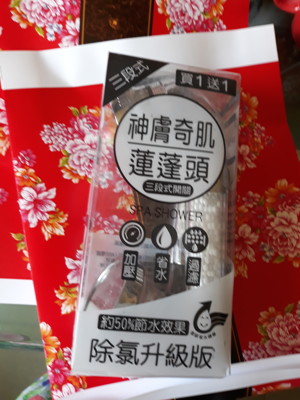 三段式
買1送1
神膚奇肌
蓮蓬頭
三段式開關
SPA SHOWER
加壓
省水
過濾
約50%節水效果
除氯升級版